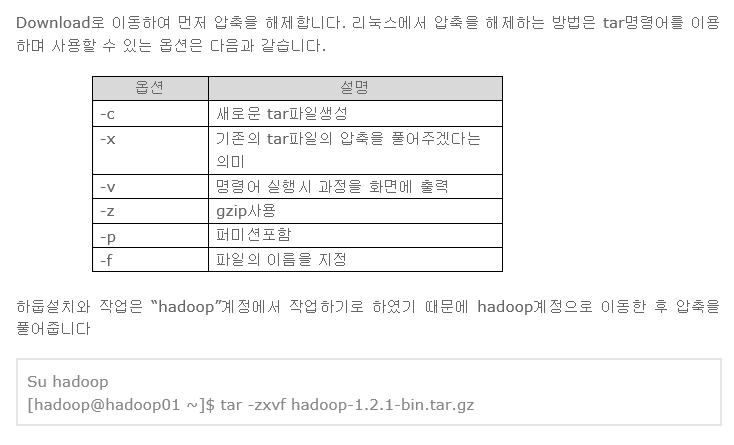 Download로 이동하여 먼저 압축을 해제합니다. 리눅스에서 압축을 해제하는 방법은 tar명령어를 이용
하며 사용할 수 있는 옵션은 다음과 같습니다.
옵션 설명
-c 새로운 tar파일생성
-x 기존의 tar파일의 압축을 풀어주겠다는
의미
-v 명령어 실행시 과정을 화면에 출력
-z gzip사용
-p 퍼미션포함
-f 파일의 이름을 지정
하둡설치와 작업은 “hadoop”계정에서 작업하기로 하였기 때문에 hadoop계정으로 이동한 후 압축을
풀어줍니다
Su hadoop
[hadoop@hadoop01 ~]$ tar -zxvf hadoop-1.2.1-bin.tar.gz